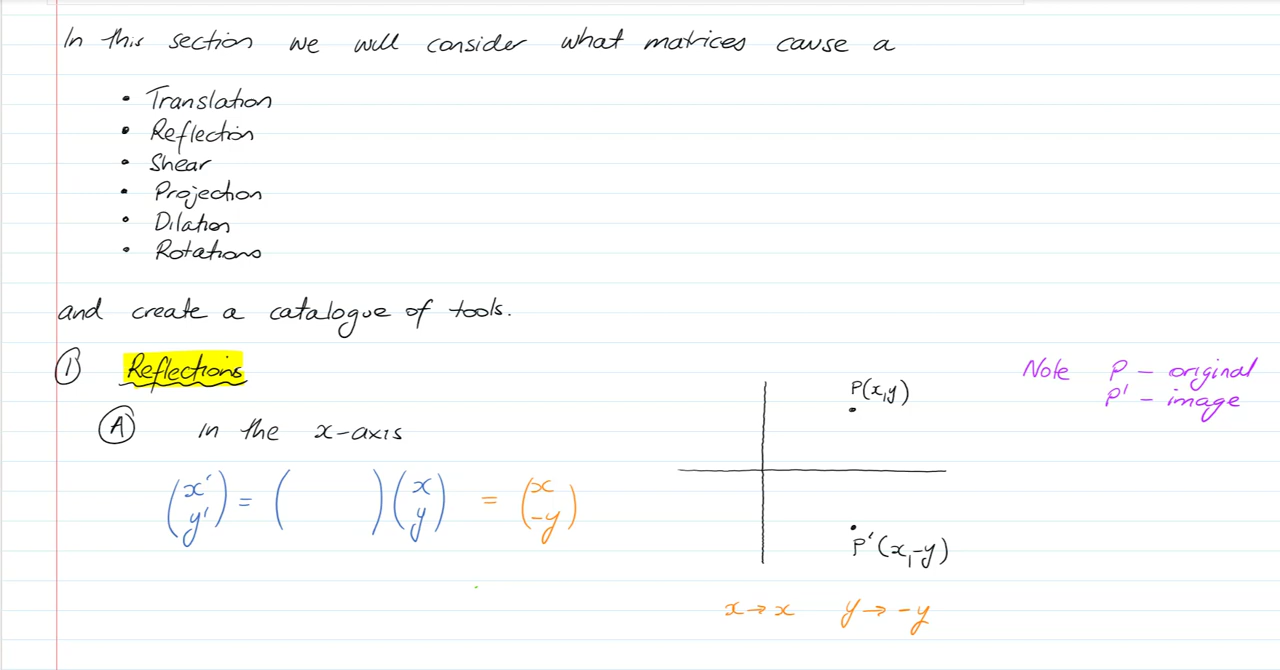 In this section we will consider what matrices cause a
• Translation
• Reflection
• Shear
• Projection
• Dilation
• Rotations
and create a catalogue of tools.
① Reflections
Ⓐ In the x-axis
(x' y') = (      )(x y) = (x -y)
P(x,y)
P'(x,-y)
x → x   y → -y
Note P - original
P' - image